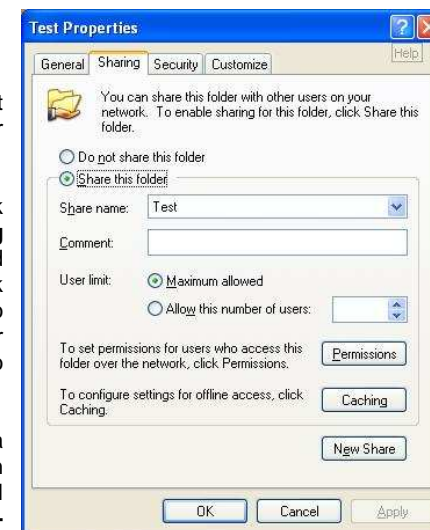 Test Properties
Help
General Sharing Security Customize
You can share this folder with other users on your
network. To enable sharing for this folder, click Share this
folder.
Do not share this folder
Share this folder
Share name: Test
Comment:
User limit: Maximum allowed
Allow this number of users:
To set permissions for users who access this
folder over the network, click Permissions.
Permissions
To configure settings for offline access, click
Caching.
Caching
New Share
OK Cancel Apply